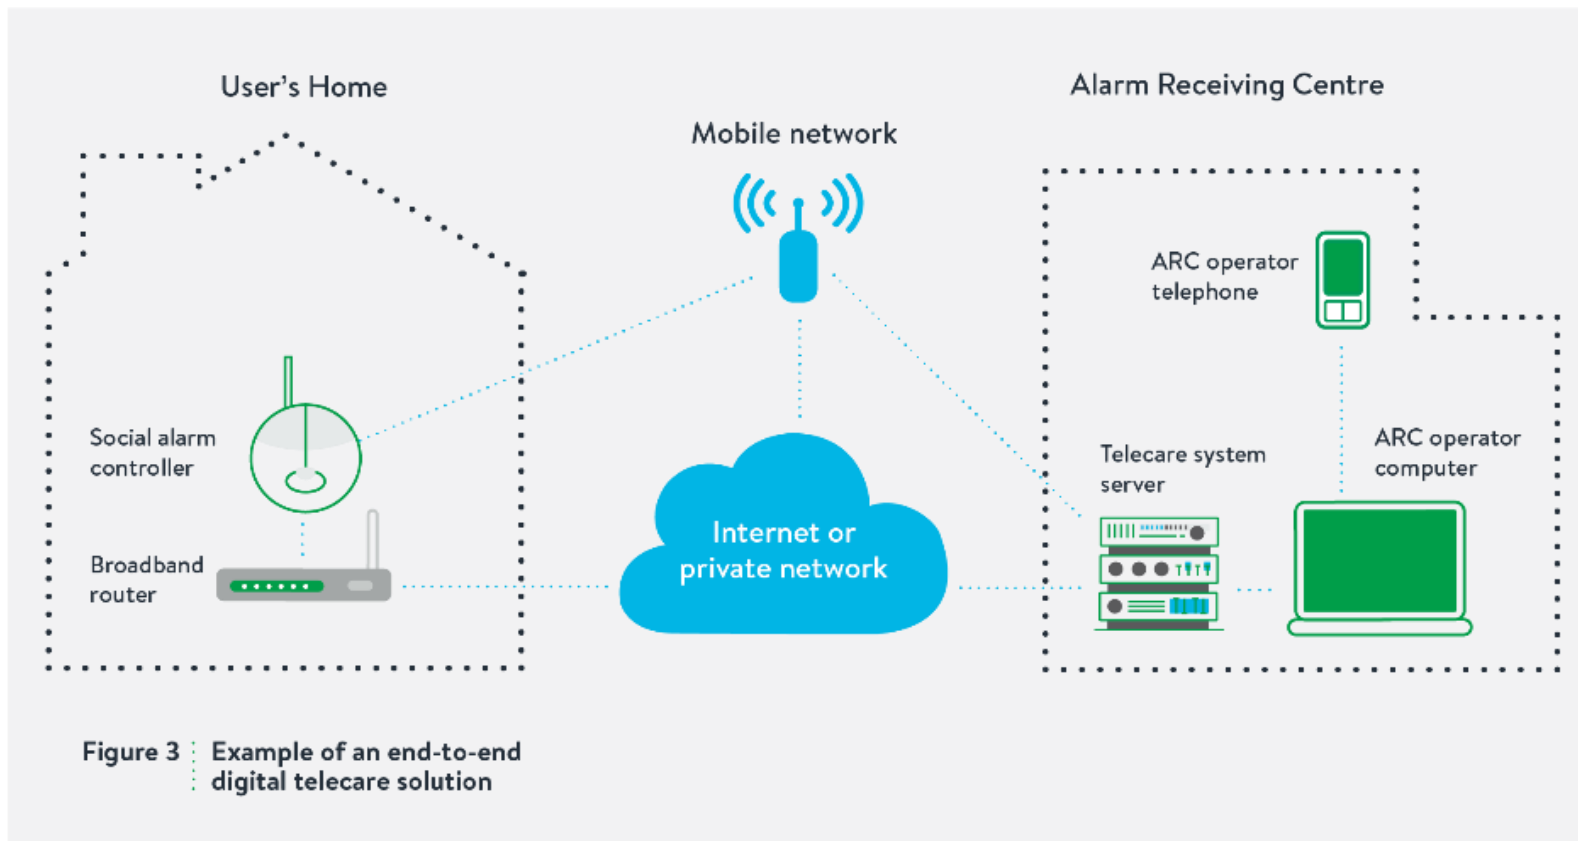 User's Home
Alarm Receiving Centre
Mobile network
ARC operator
telephone
Social alarm
controller
ARC operator
computer
Telecare system
server
Internet or
private network
Broadband
router
Figure 3
Example of an end-to-end
digital telecare solution